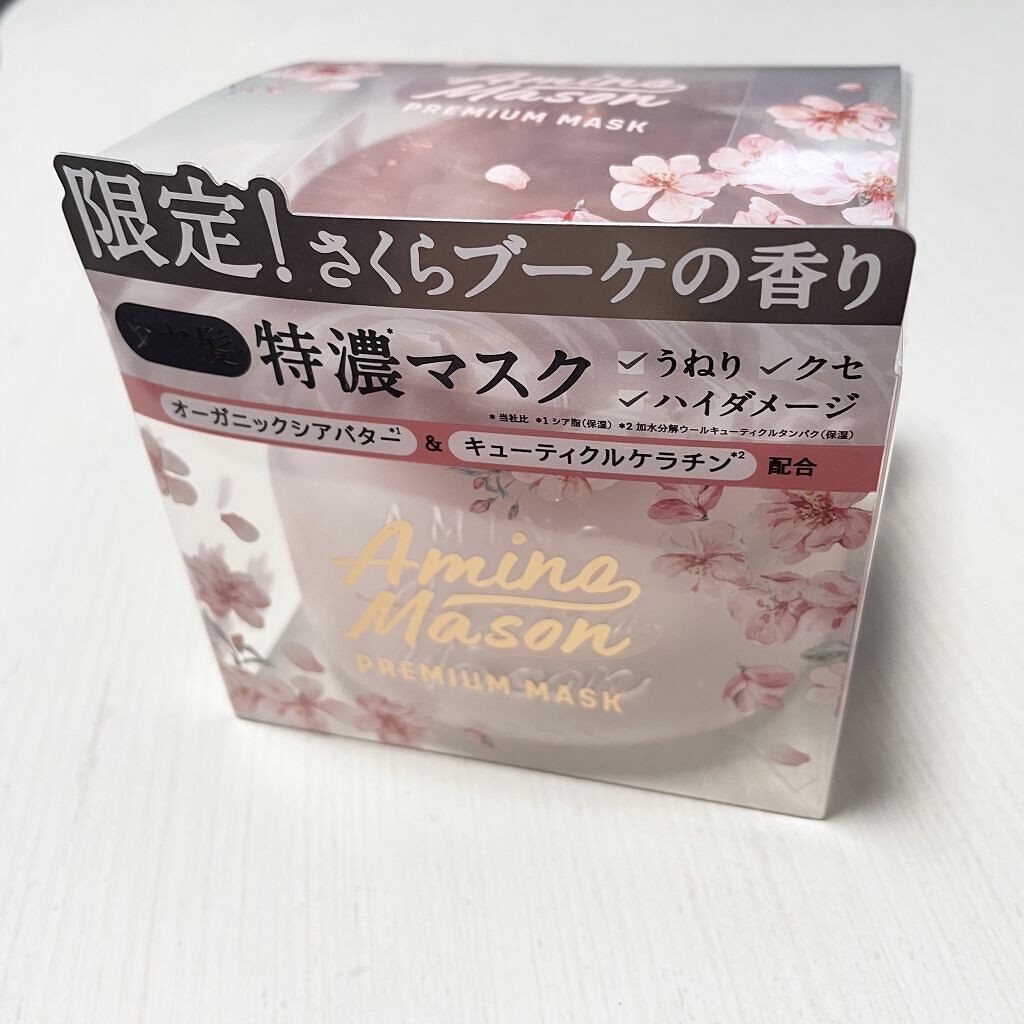 Amino
Mason
PREMIUM MASK
限定!さくらブーケの香り
ツヤ髪 特濃*マスク
✓うねり ✓クセ
✓ハイダメージ
*当社比 *1 シア脂(保湿) *2 加水分解ウールキューティクルタンパク(保湿)
オーガニックシアバター*1 & キューティクルケラチン*2 配合
Amino
Mason
PREMIUM MASK